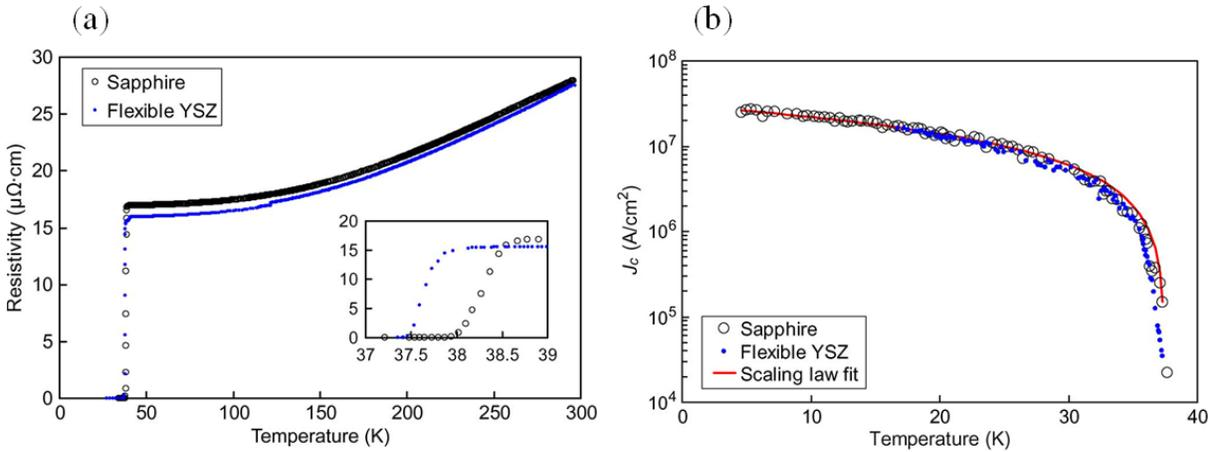 (a)
30
25
20
15
10
5
0
Resistivity (μΩ·cm)
Sapphire
Flexible YSZ
20
15
10
5
0
37 37.5 38 38.5 39
0 50 100 150 200 250 300
Temperature (K)
(b)
10^8
10^7
10^6
10^5
10^4
J_c (A/cm^2)
Sapphire
Flexible YSZ
Scaling law fit
0 10 20 30 40
Temperature (K)